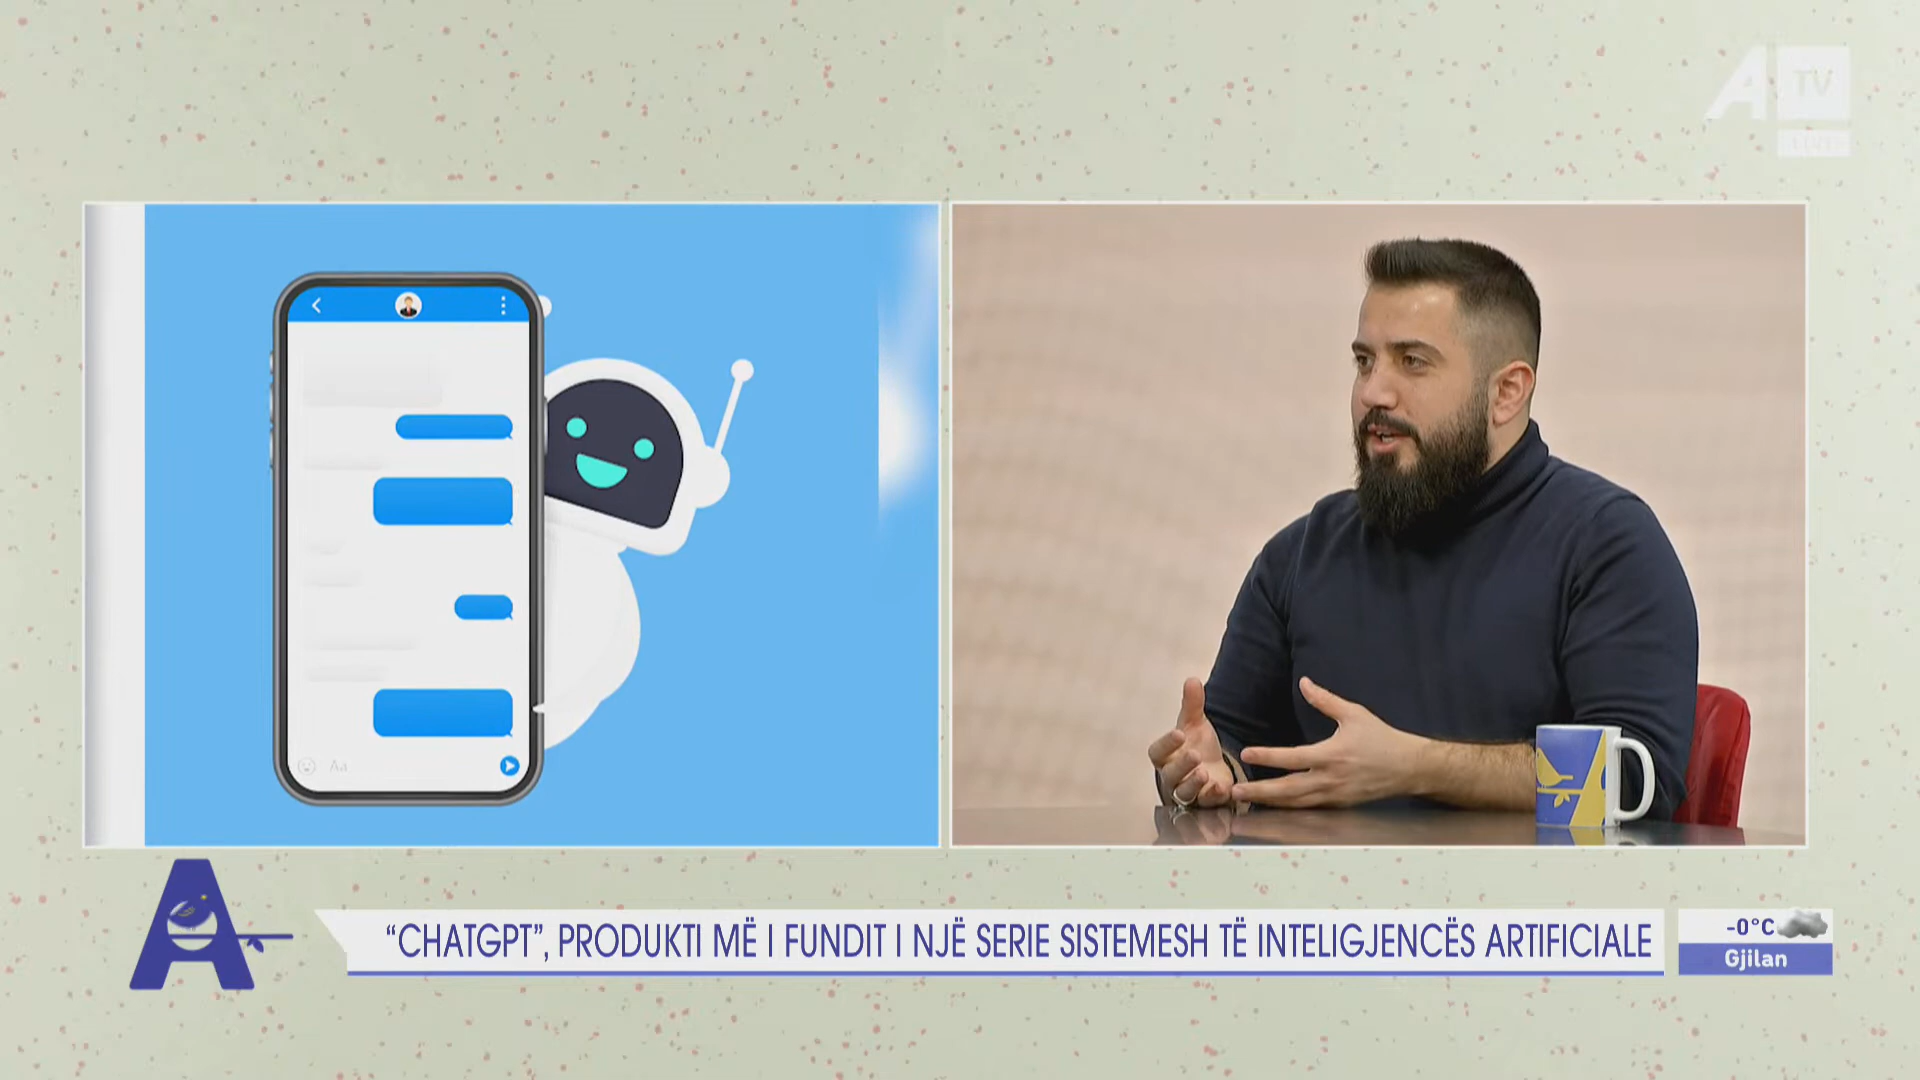 TV
Aa
“CHATGPT”, PRODUKTI MË I FUNDIT I NJË SERIE SISTEMESH TË INTELIGJENCËS ARTIFICIALE
-0°C
Gjilan